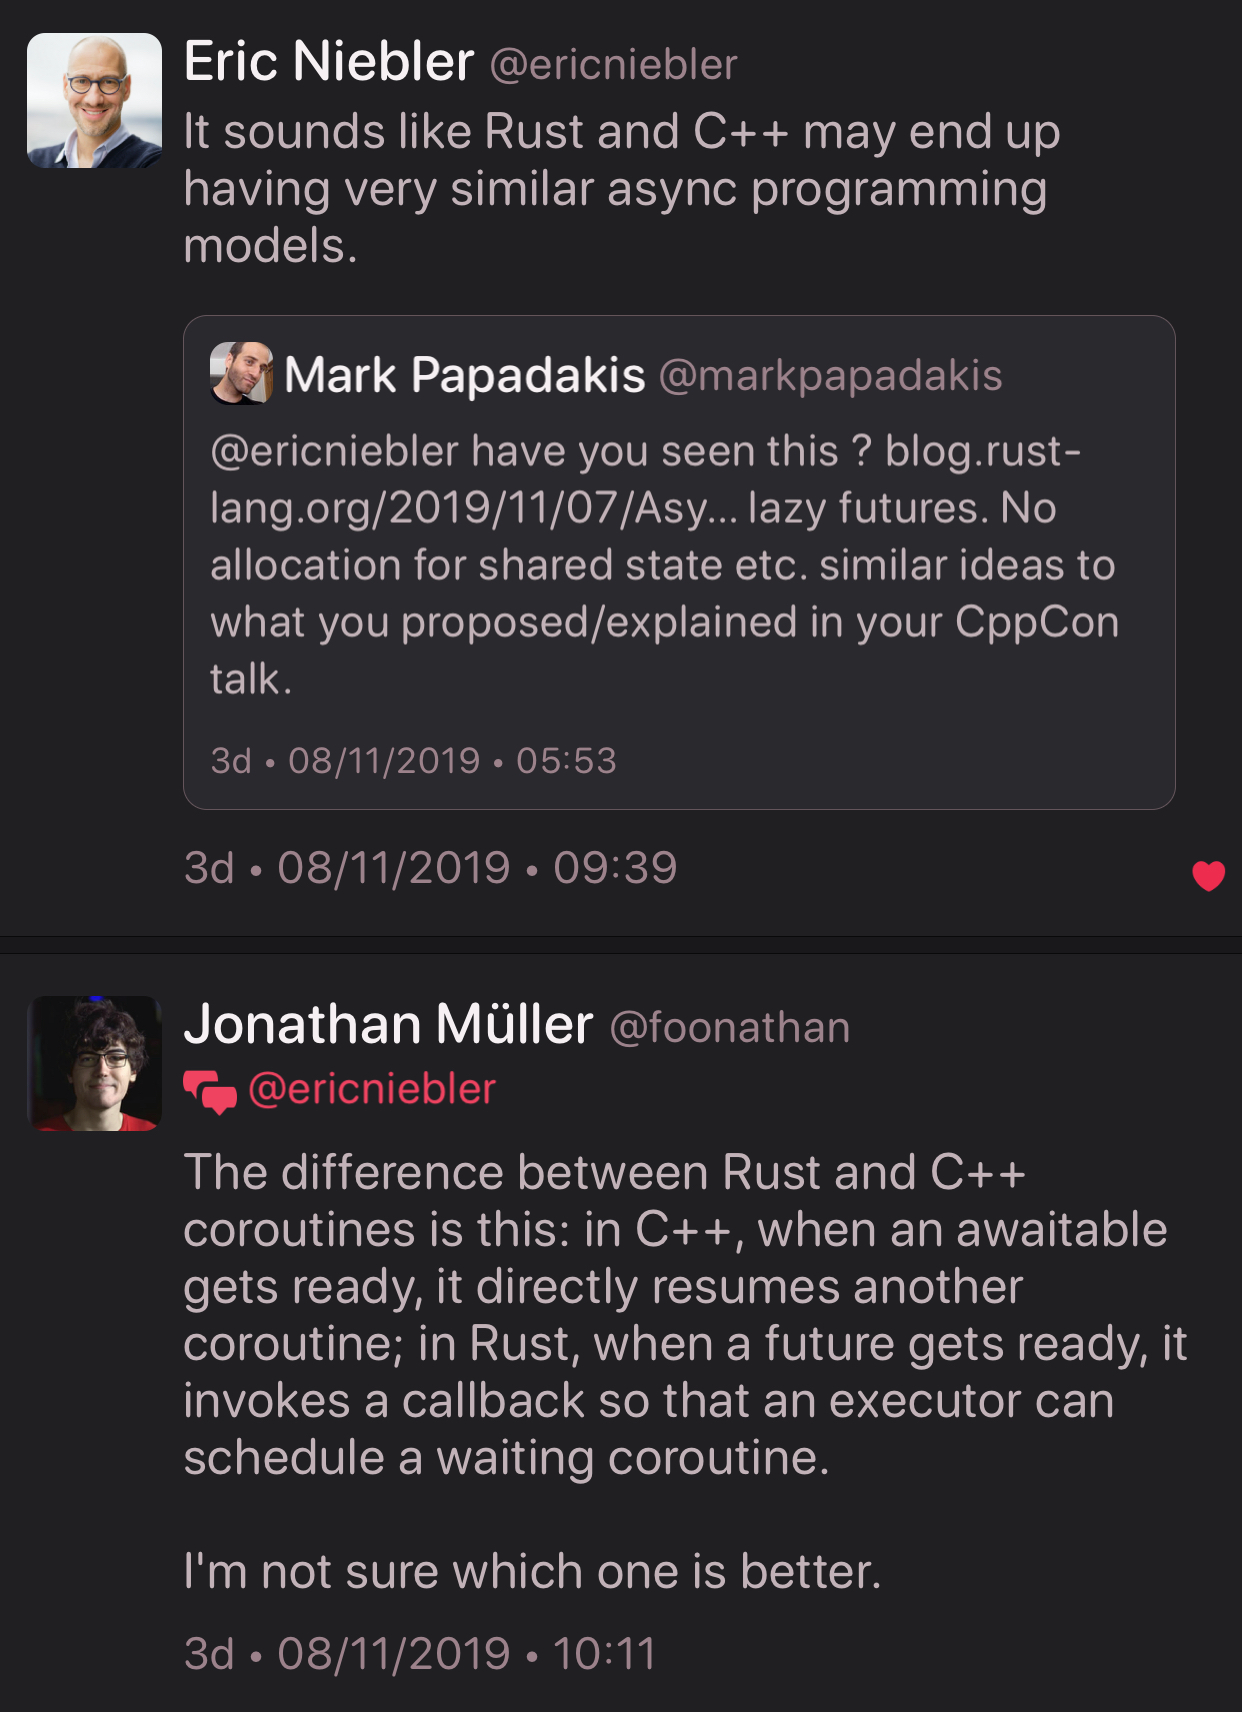 Eric Niebler @ericniebler
It sounds like Rust and C++ may end up
having very similar async programming
models.
Mark Papadakis @markpapadakis
@ericniebler have you seen this ? blog.rust-
lang.org/2019/11/07/Asy... lazy futures. No
allocation for shared state etc. similar ideas to
what you proposed/explained in your CppCon
talk.
3d • 08/11/2019 • 05:53
3d • 08/11/2019 • 09:39
Jonathan Müller @foonathan
@ericniebler
The difference between Rust and C++
coroutines is this: in C++, when an awaitable
gets ready, it directly resumes another
coroutine; in Rust, when a future gets ready, it
invokes a callback so that an executor can
schedule a waiting coroutine.
I'm not sure which one is better.
3d • 08/11/2019 • 10:11